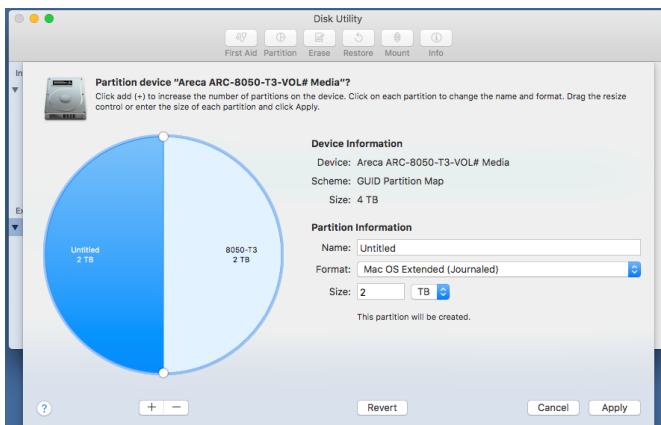 Disk Utility
First Aid Partition Erase Restore Mount Info
In
Partition device "Areca ARC-8050-T3-VOL# Media"?
Click add (+) to increase the number of partitions on the device. Click on each partition to change the name and format. Drag the resize
control or enter the size of each partition and click Apply.
Device Information
Device: Areca ARC-8050-T3-VOL# Media
Scheme: GUID Partition Map
Size: 4 TB
Ex
Partition Information
Untitled
2 TB
8050-T3
2 TB
Name: Untitled
Format: Mac OS Extended (Journaled)
Size: 2 TB
This partition will be created.
? + − Revert Cancel Apply